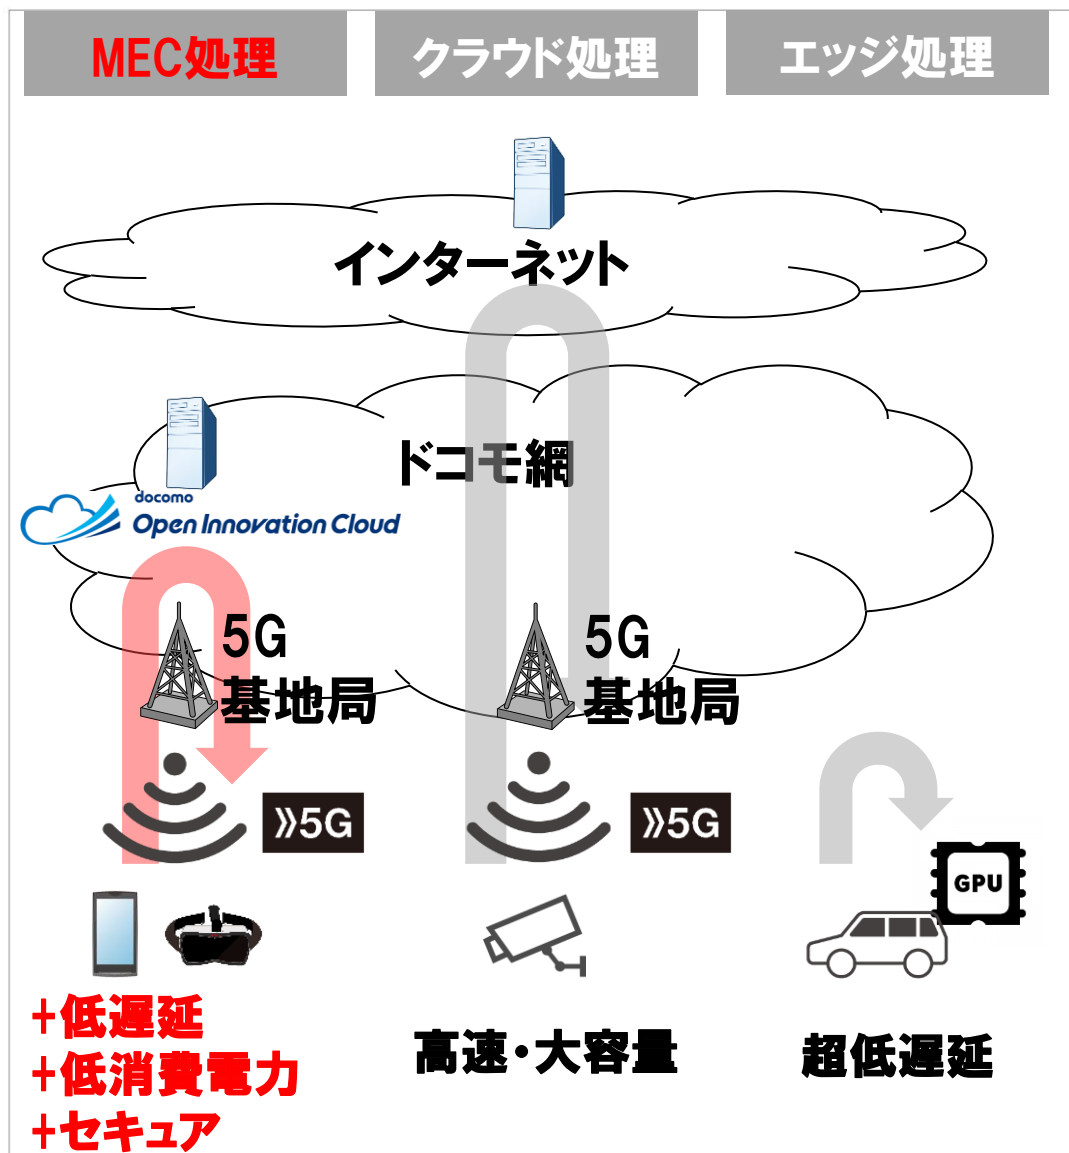 MEC処理
クラウド処理
エッジ処理
インターネット
ドコモ網
docomo
Open Innovation Cloud
5G
基地局
5G
基地局
》5G
》5G
GPU
+低遅延
+低消費電力
+セキュア
高速・大容量
超低遅延